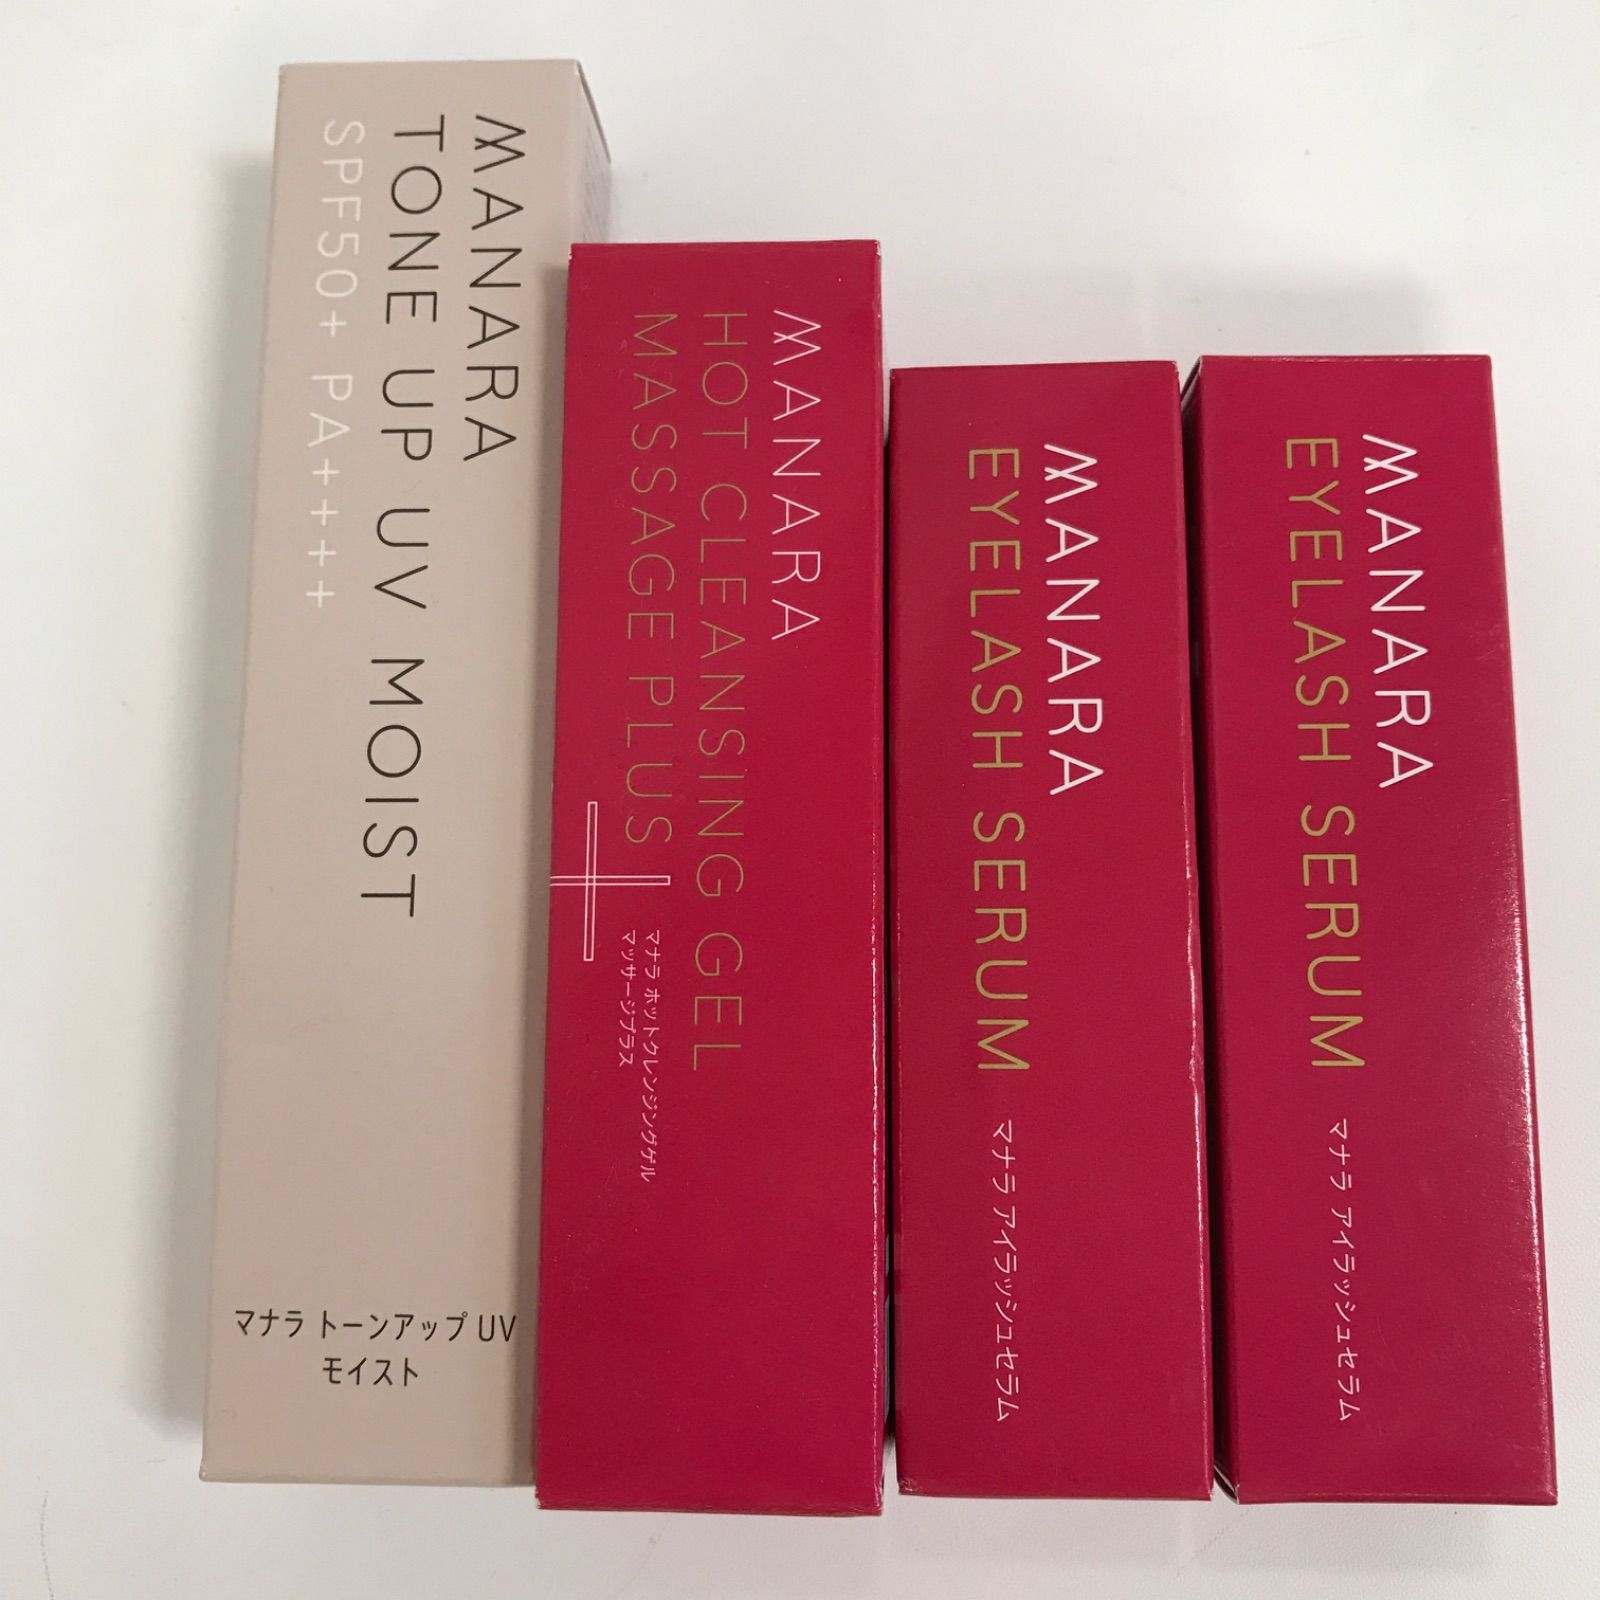 MANARA
TONE UP UV MOIST
SPF50+ PA++++
マナラ トーンアップ UV
モイスト
MANARA
HOT CLEANSING GEL
MASSAGE PLUS
マナラ ホットクレンジングゲル
マッサージプラス
MANARA
EYELASH SERUM
マナラ アイラッシュセラム
MANARA
EYELASH SERUM
マナラ アイラッシュセラム